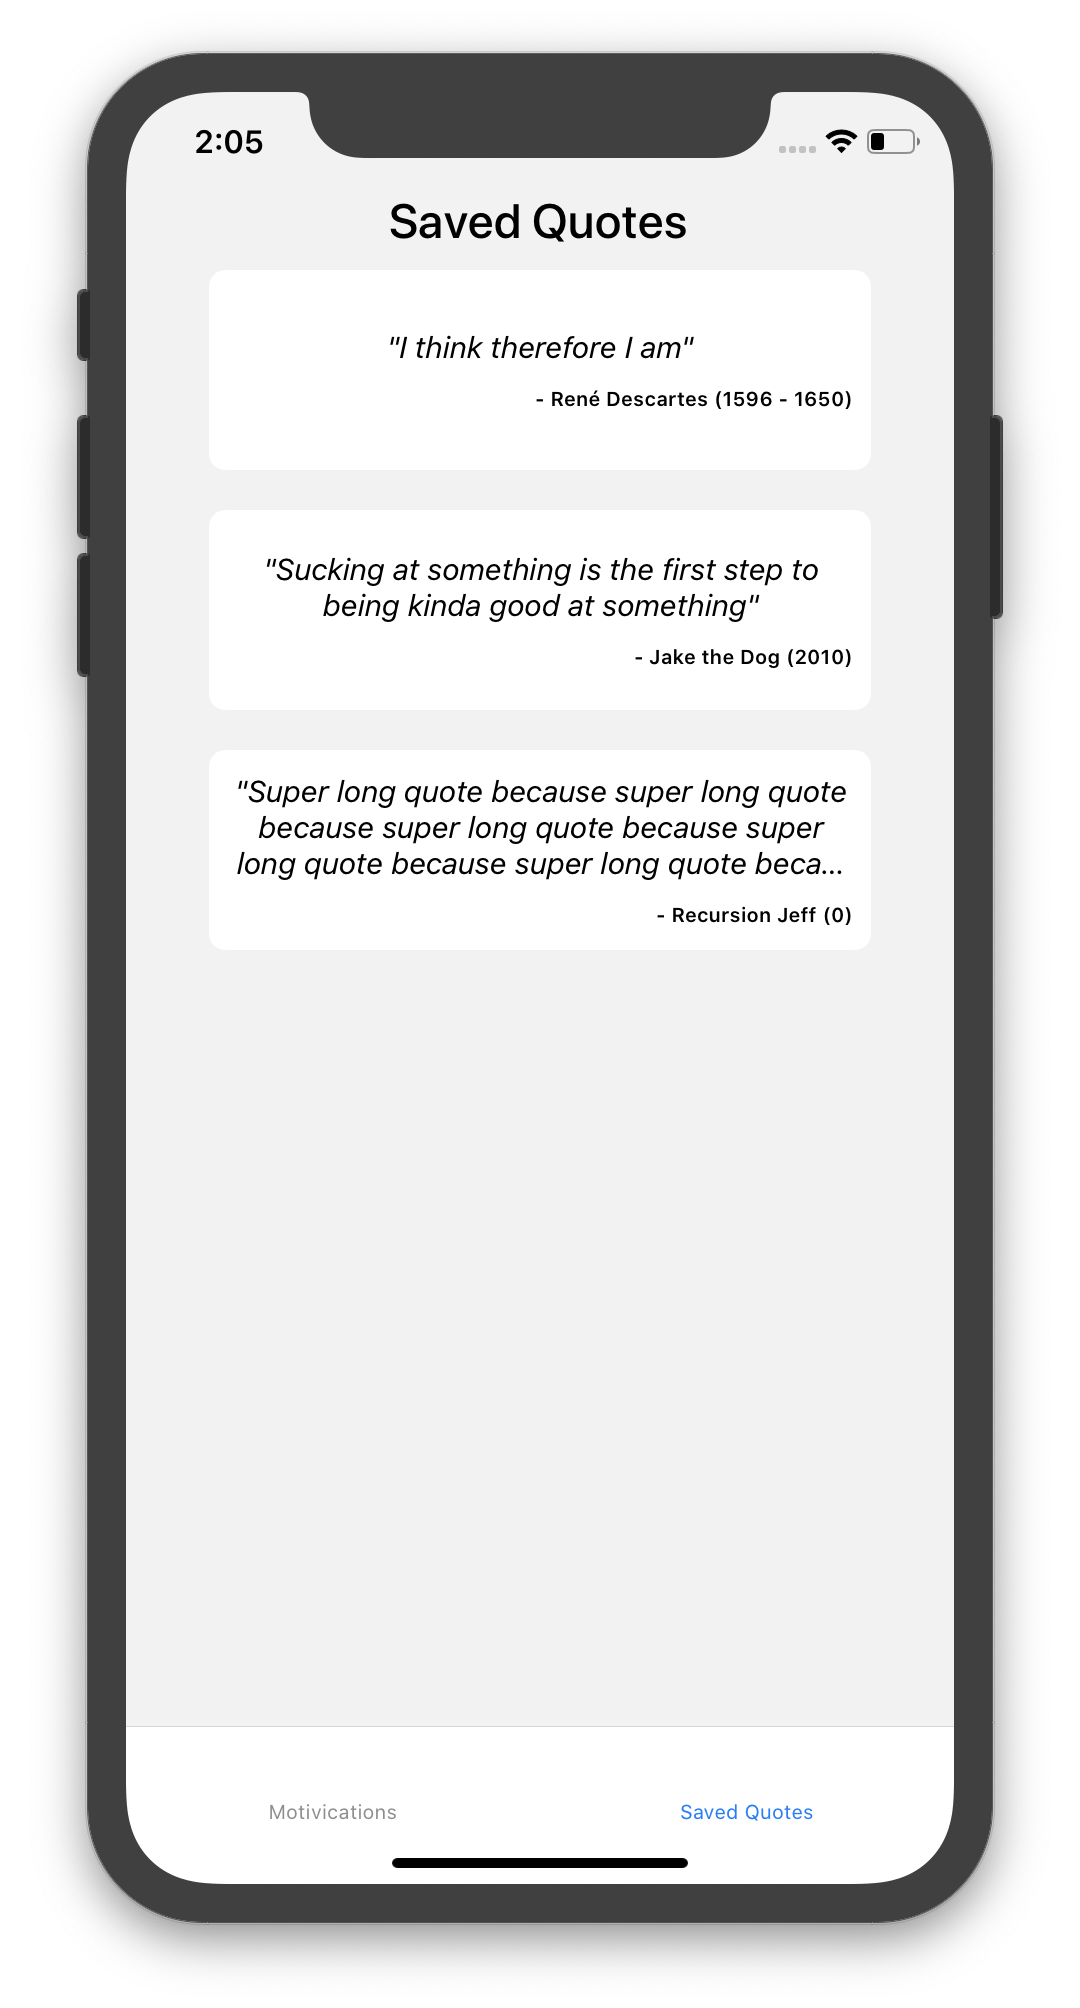 2:05
Saved Quotes
"I think therefore I am"
- René Descartes (1596 - 1650)
"Sucking at something is the first step to
being kinda good at something"
- Jake the Dog (2010)
"Super long quote because super long quote
because super long quote because super
long quote because super long quote beca...
- Recursion Jeff (0)
Motivications
Saved Quotes